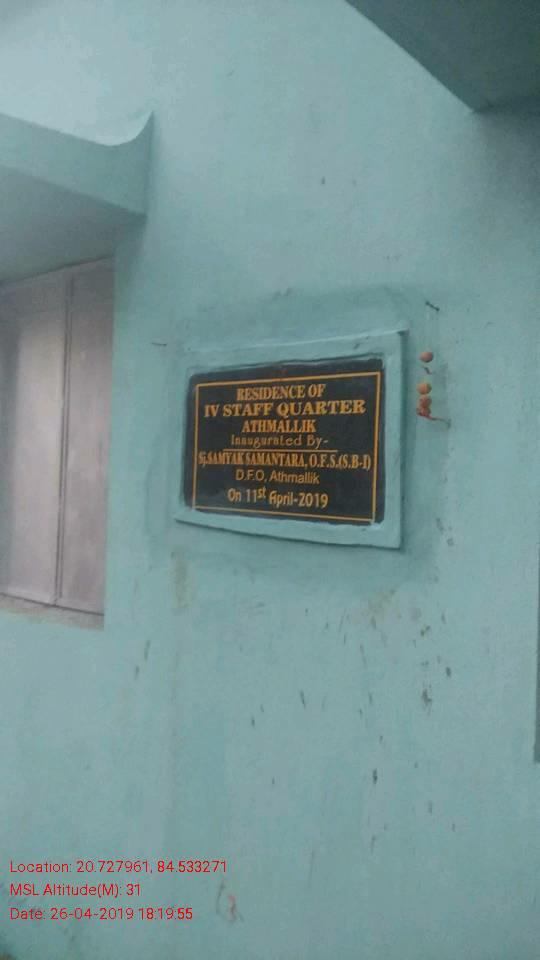 RESIDENCE OF
IV STAFF QUARTER
ATHMALLIK
Inaugurated By-
Sj.SAMYAK SAMANTARA, O.F.S.(S.B-I)
D.F.O, Athmallik
On 11st April-2019
Location: 20.727961, 84.533271
MSL Altitude(M): 31
Date: 26-04-2019 18:19:55